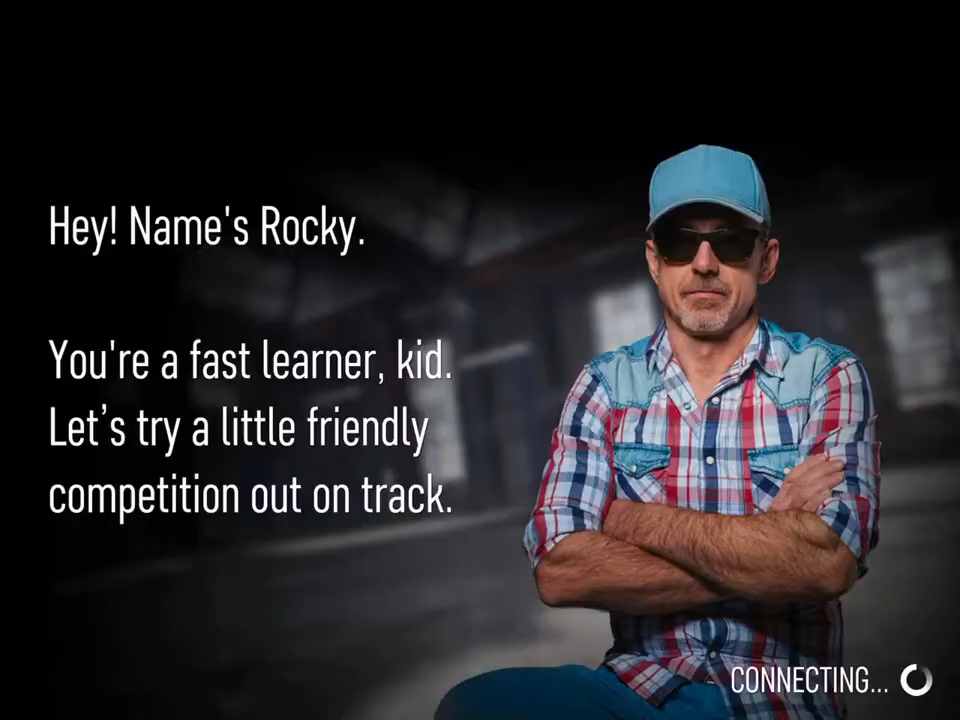 Hey! Name's Rocky.
You're a fast learner, kid.
Let’s try a little friendly
competition out on track.
CONNECTING...